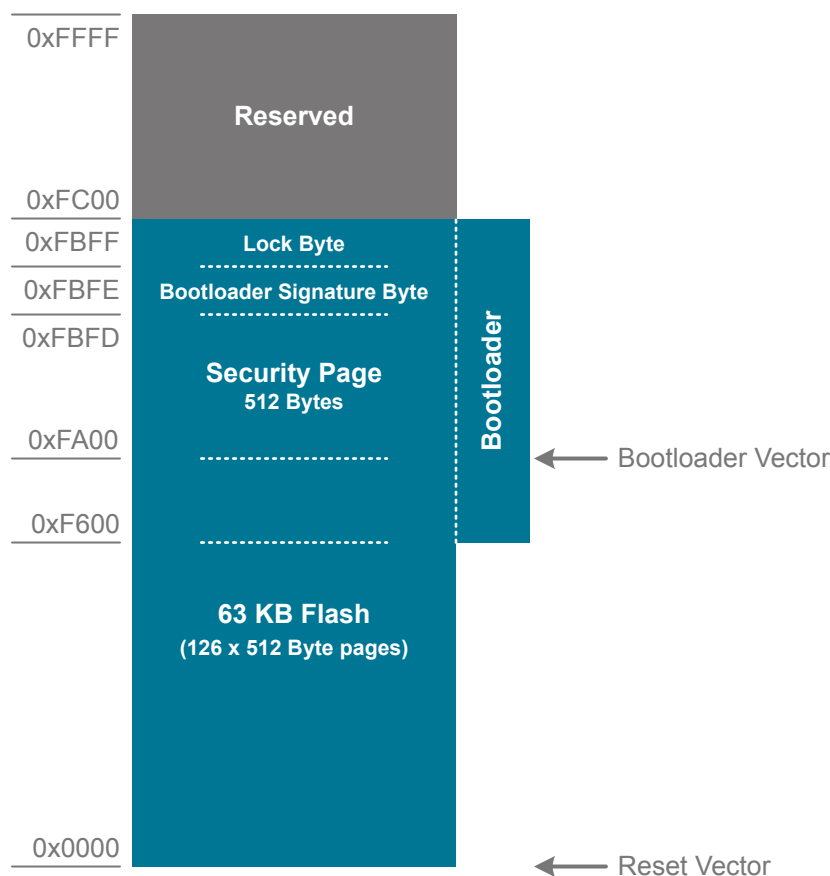 0xFFFF
Reserved
0xFC00
0xFBFF
Lock Byte
0xFBFE
Bootloader Signature Byte
0xFBFD
Security Page
512 Bytes
Bootloader
0xFA00
Bootloader Vector
0xF600
63 KB Flash
(126 x 512 Byte pages)
0x0000
Reset Vector